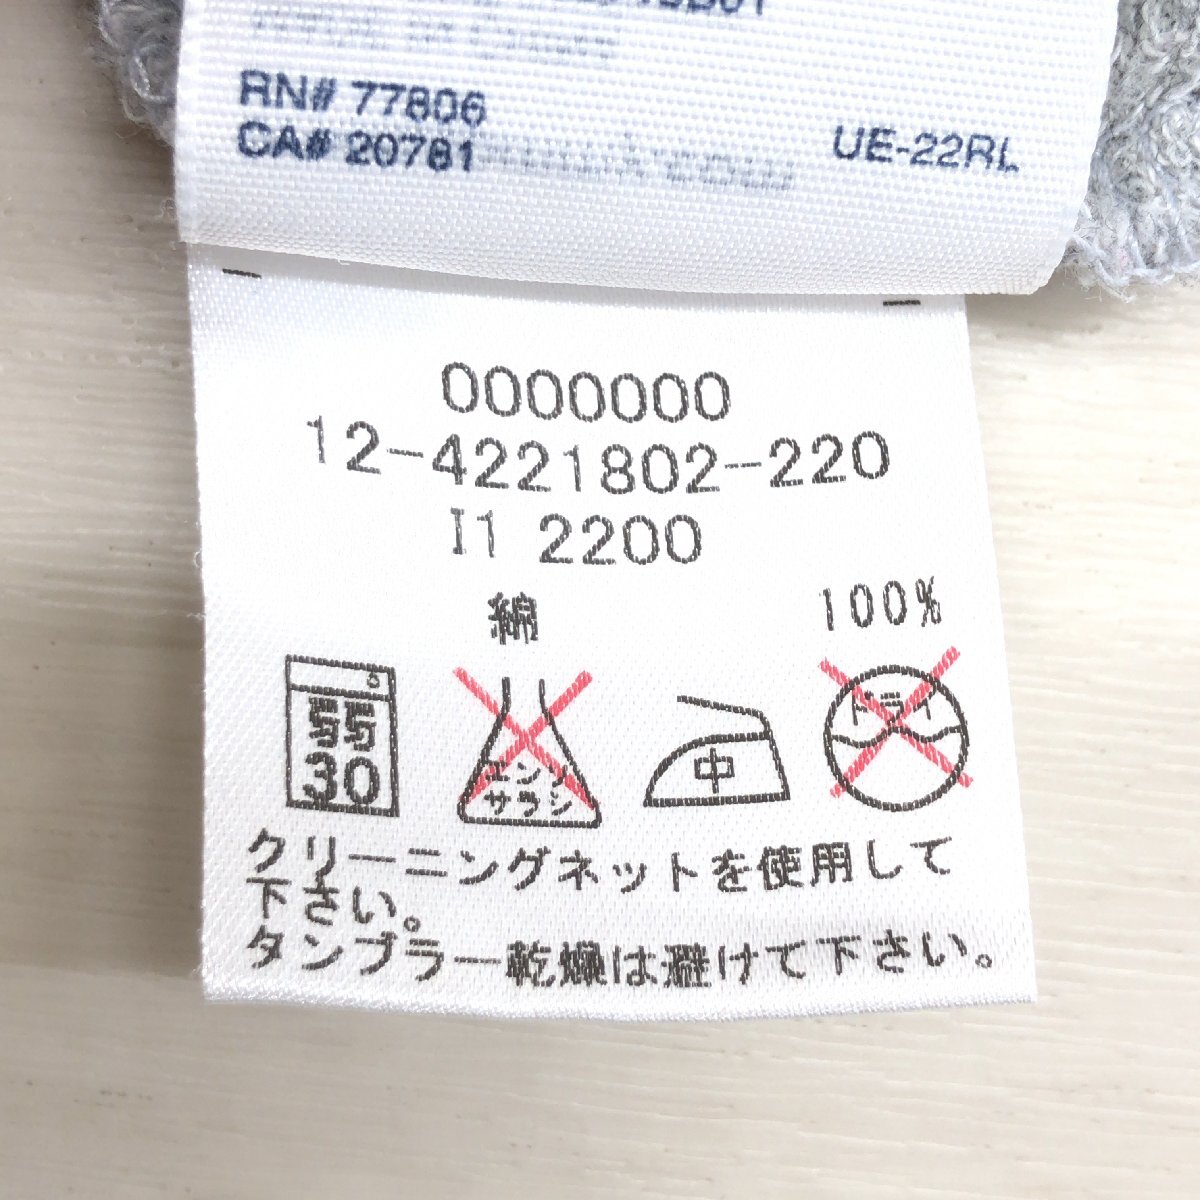 RN# 77806
CA# 20781
UE-22RL
0000000
12-4221802-220
I1 2200
綿 100%
弱
30
エンソ
サラシ
中
ドライ
クリーニングネットを使用して
下さい。
タンブラー乾燥は避けて下さい。